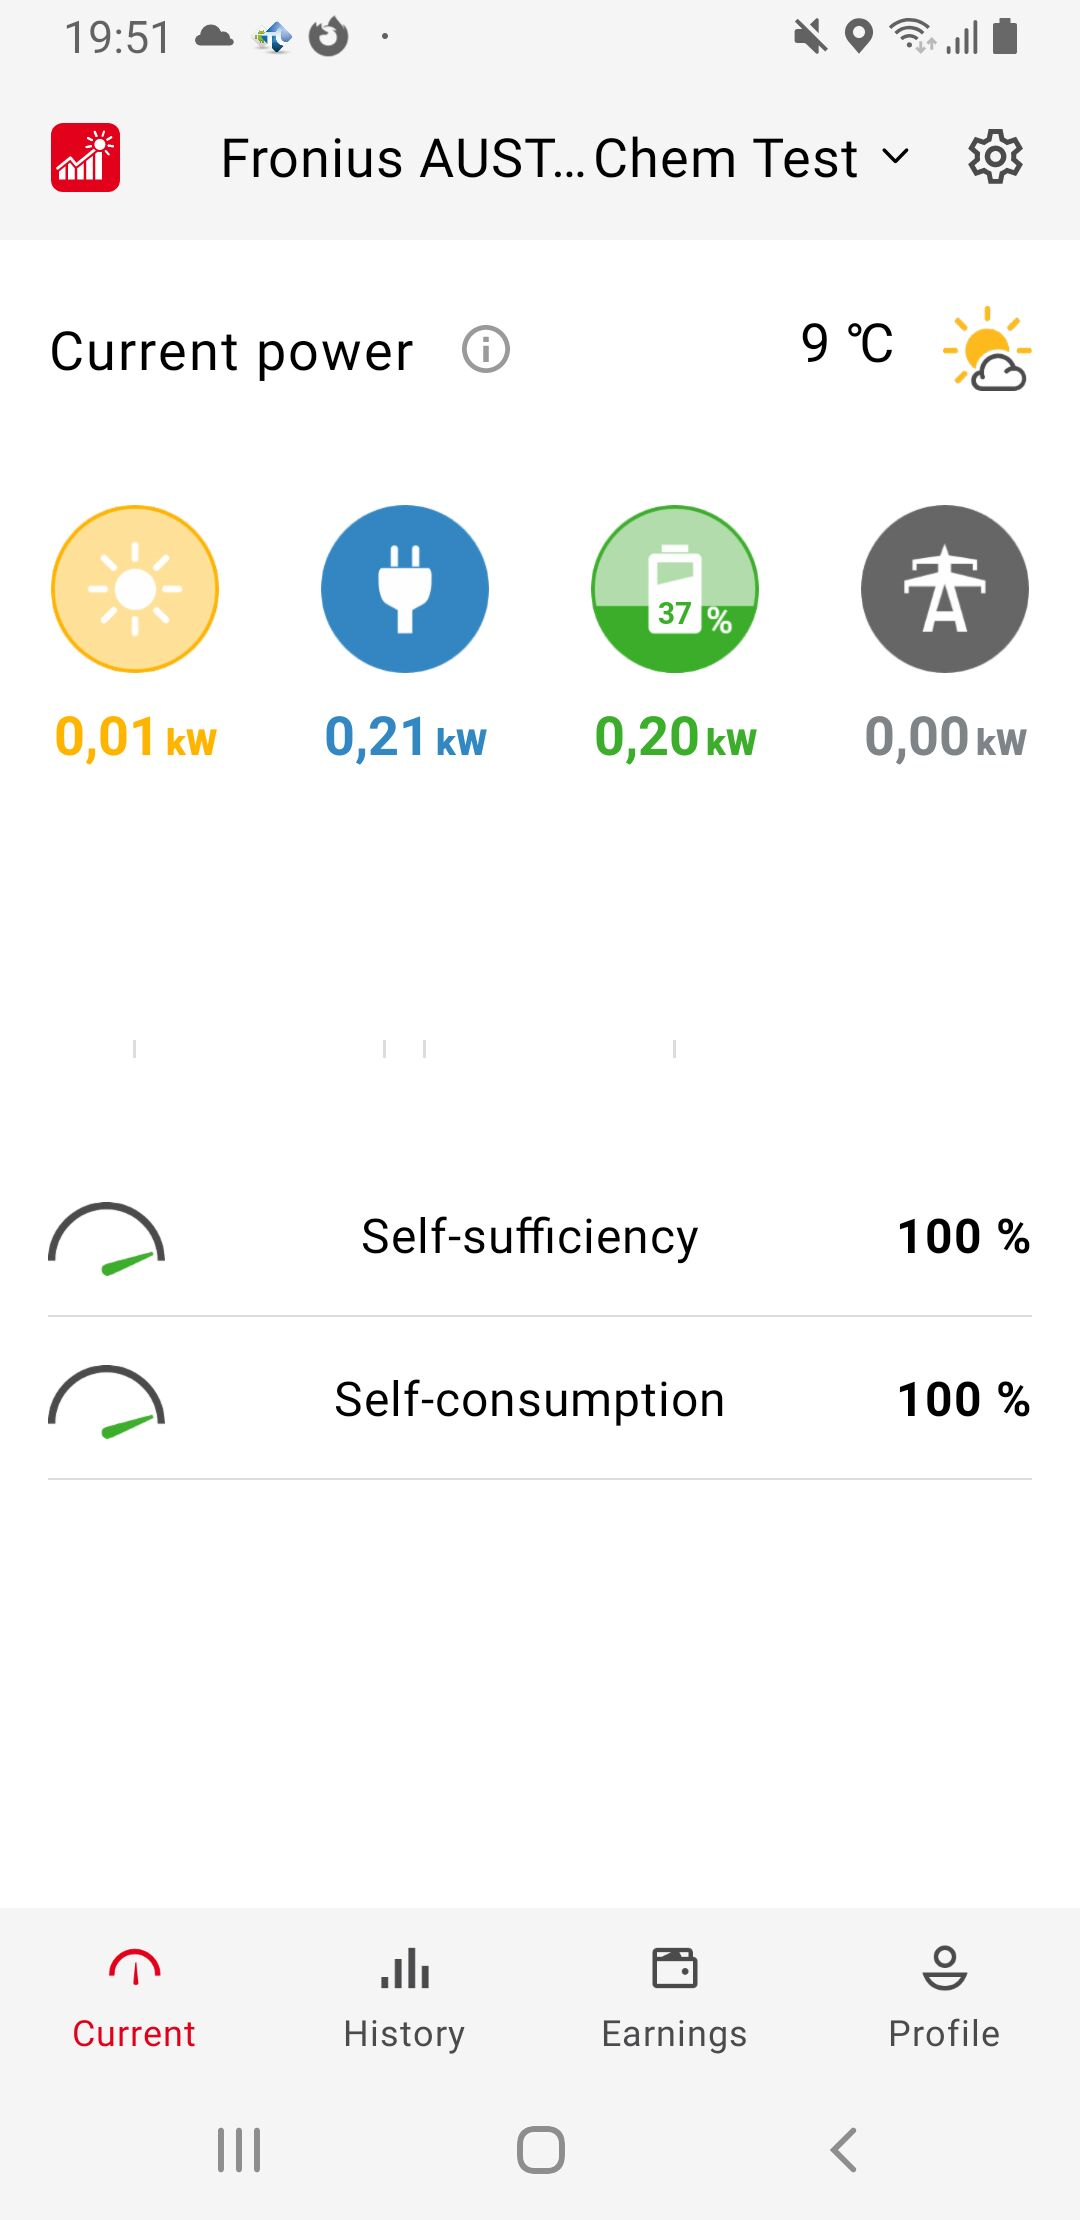 19:51
Fronius AUST...Chem Test
Current power
9 °C
37 %
0,01 kW
0,21 kW
0,20 kW
0,00 kW
Self-sufficiency 100 %
Self-consumption 100 %
Current
History
Earnings
Profile